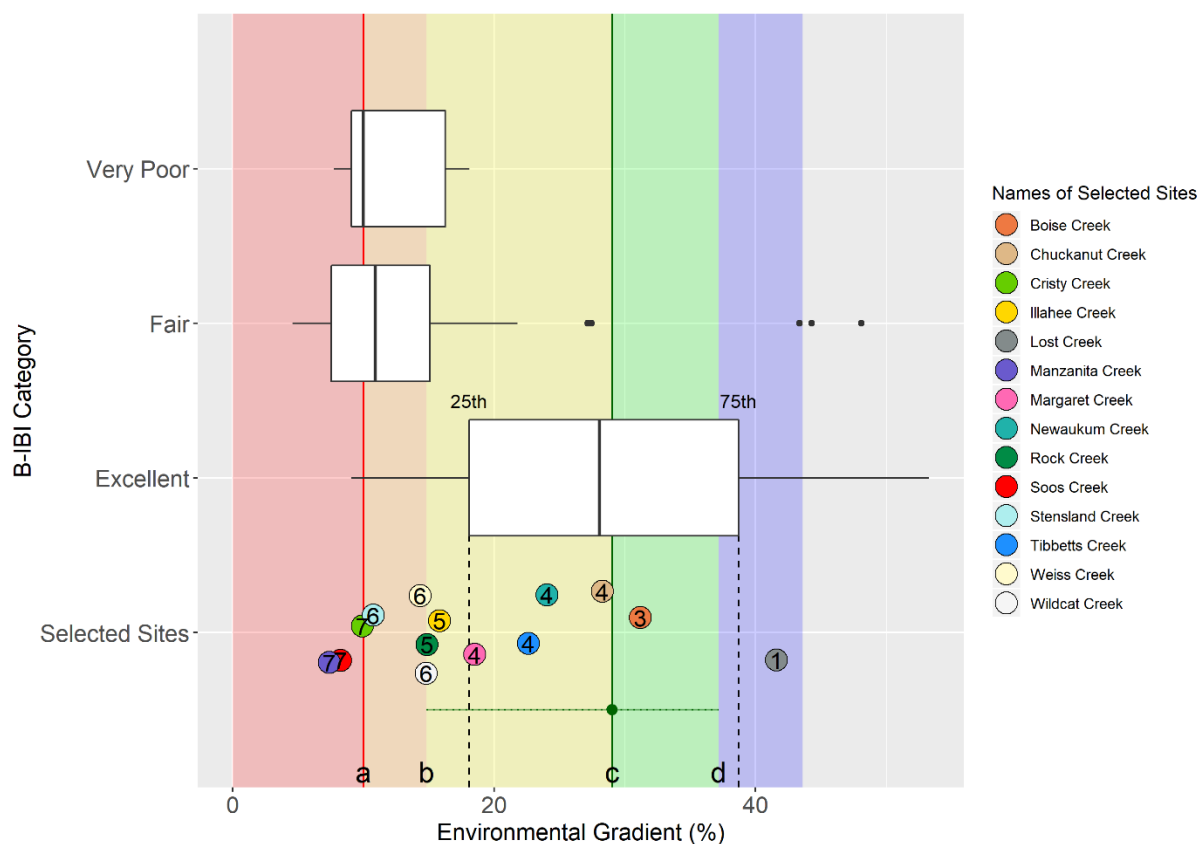 B-IBI Category
Very Poor
Fair
Excellent
Selected Sites
25th
75th
4
4
6
3
6
5
7
4
5
4
7
7
1
6
a
b
c
d
0
20
40
Environmental Gradient (%)
Names of Selected Sites
Boise Creek
Chuckanut Creek
Cristy Creek
Illahee Creek
Lost Creek
Manzanita Creek
Margaret Creek
Newaukum Creek
Rock Creek
Soos Creek
Stensland Creek
Tibbetts Creek
Weiss Creek
Wildcat Creek